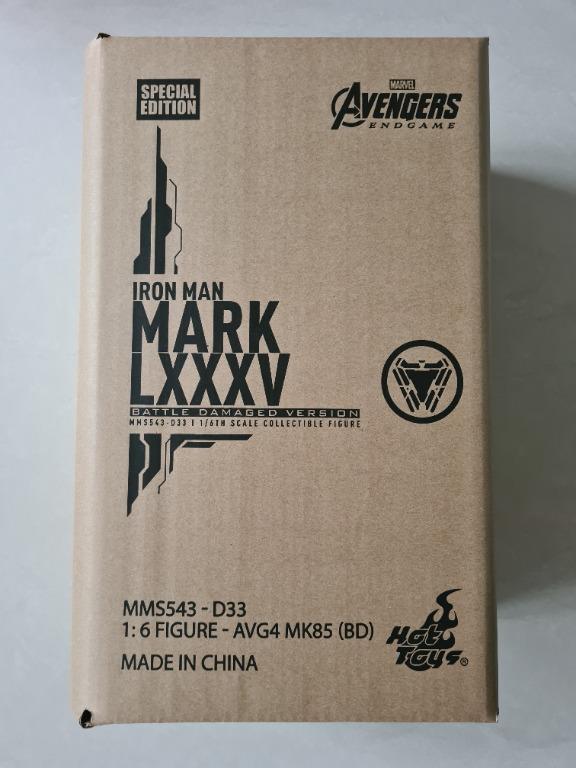 SPECIAL
EDITION
MARVEL
AVENGERS
ENDGAME
IRON MAN
MARK
LXXXV
BATTLE DAMAGED VERSION
MMS543-D33 | 1/6TH SCALE COLLECTIBLE FIGURE
MMS543 - D33
1: 6 FIGURE - AVG4 MK85 (BD)
MADE IN CHINA
Hot
Toys®